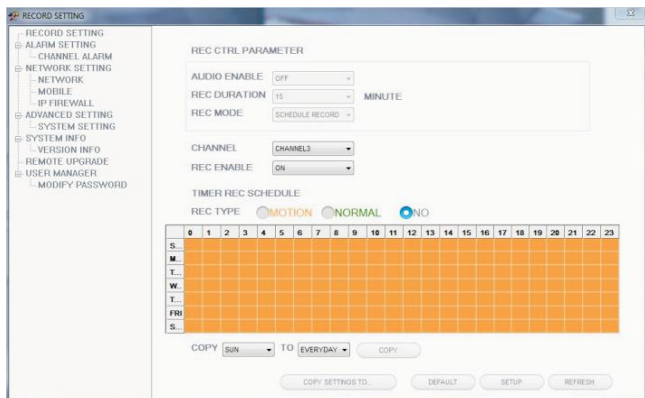 RECORD SETTING
RECORD SETTING
ALARM SETTING
CHANNEL ALARM
NETWORK SETTING
NETWORK
MOBILE
IP FIREWALL
ADVANCED SETTING
SYSTEM SETTING
SYSTEM INFO
VERSION INFO
REMOTE UPGRADE
USER MANAGER
MODIFY PASSWORD
REC CTRL PARAMETER
AUDIO ENABLE OFF
REC DURATION 15 MINUTE
REC MODE SCHEDULE RECORD
CHANNEL CHANNEL3
REC ENABLE ON
TIMER REC SCHEDULE
REC TYPE MOTION NORMAL NO
0 1 2 3 4 5 6 7 8 9 10 11 12 13 14 15 16 17 18 19 20 21 22 23
S...
M...
T...
W...
T...
FRI
S...
COPY SUN TO EVERYDAY COPY
COPY SETTINGS TO... DEFAULT SETUP REFRESH